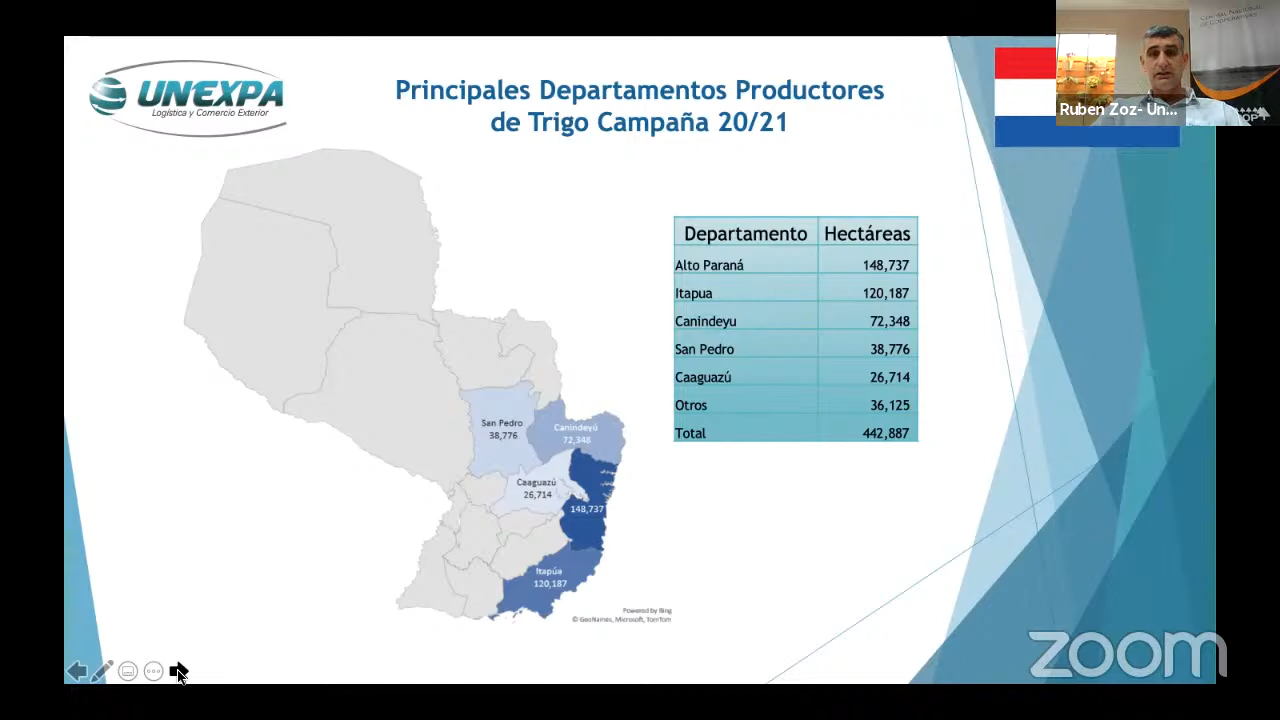 UNEXPA
Logística y Comercio Exterior
Principales Departamentos Productores
de Trigo Campaña 20/21
Ruben Zoz- Un...
Departamento Hectáreas
Alto Paraná 148,737
Itapua 120,187
Canindeyu 72,348
San Pedro 38,776
Caaguazú 26,714
Otros 36,125
Total 442,887
San Pedro
38,776
Canindeyú
72,348
Caaguazú
26,714
148,737
Itapúa
120,187
Powered by Bing
© GeoNames, Microsoft, TomTom
zoom